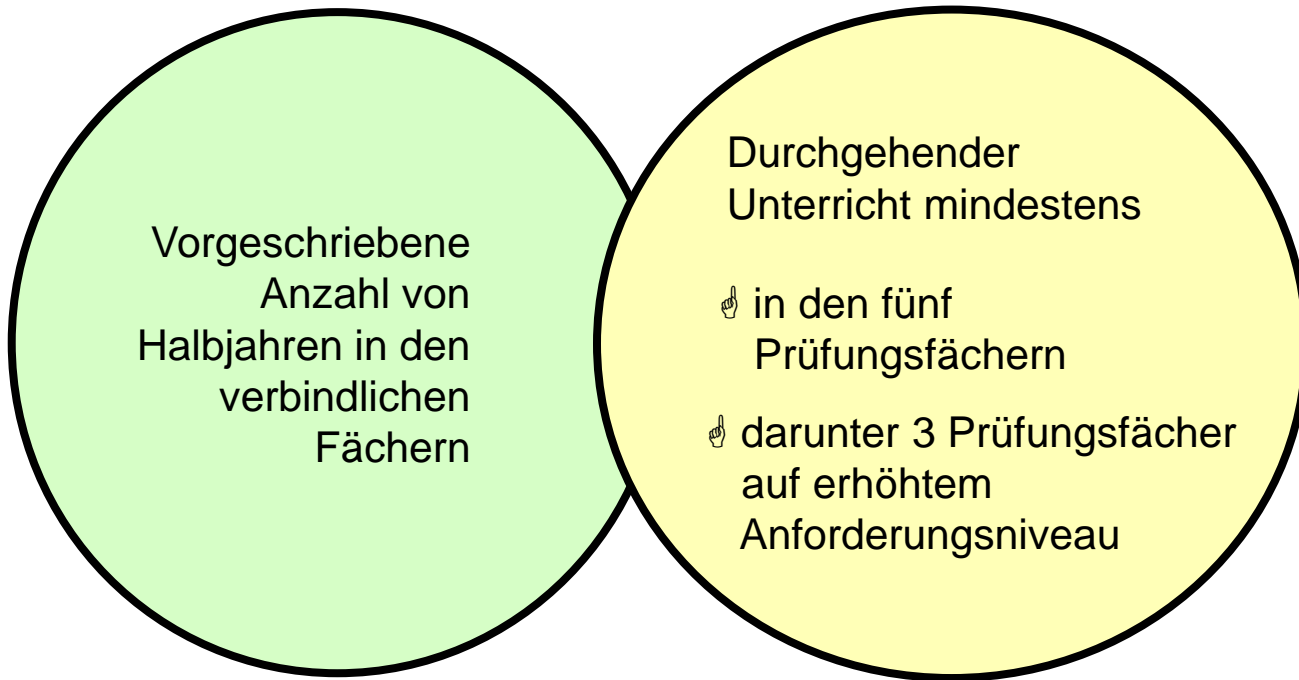 Vorgeschriebene
Anzahl von
Halbjahren in den
verbindlichen
Fächern
Durchgehender
Unterricht mindestens
☝ in den fünf
Prüfungsfächern
☝ darunter 3 Prüfungsfächer
auf erhöhtem
Anforderungsniveau